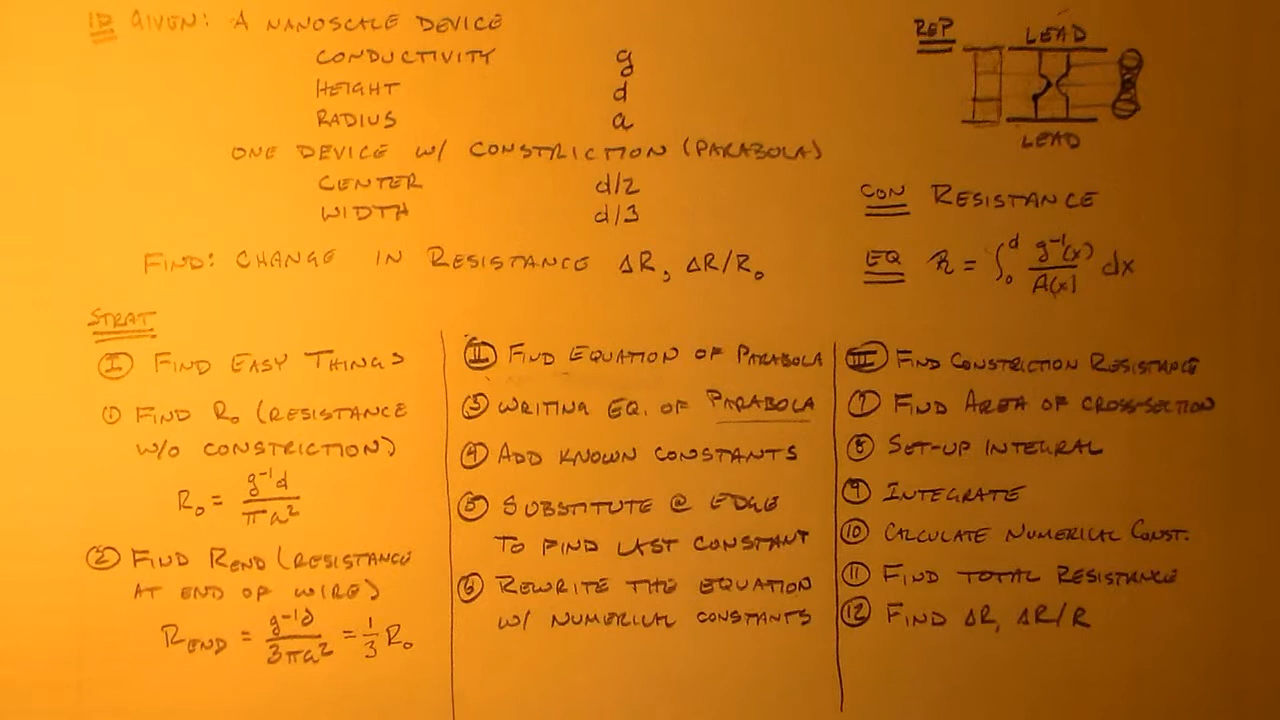 ID GIVEN: A NANOSCALE DEVICE
CONDUCTIVITY g
HEIGHT d
RADIUS a
ONE DEVICE W/ CONSTRICTION (PARABOLA)
CENTER d/2
WIDTH d/3
FIND: CHANGE IN RESISTANCE ΔR, ΔR/R₀
REP
LEAD
LEAD
CON RESISTANCE
EQ R = ∫₀ᵈ g⁻¹(x)/A(x) dx
STRAT
I FIND EASY THINGS
① FIND R₀ (RESISTANCE
W/O CONSTRICTION)
R₀ = g⁻¹d/πa²
② FIND REND (RESISTANCE
AT END OF WIRE)
REND = g⁻¹d/3πa² = 1/3 R₀
II FIND EQUATION OF PARABOLA
③ WRITING EQ. OF PARABOLA
④ ADD KNOWN CONSTANTS
⑤ SUBSTITUTE @ EDGE
TO FIND LAST CONSTANT
⑥ REWRITE THE EQUATION
W/ NUMERICAL CONSTANTS
III FIND CONSTRICTION RESISTANCE
⑦ FIND AREA OF CROSS-SECTION
⑧ SET-UP INTEGRAL
⑨ INTEGRATE
⑩ CALCULATE NUMERICAL CONST.
⑪ FIND TOTAL RESISTANCE
⑫ FIND ΔR, ΔR/R